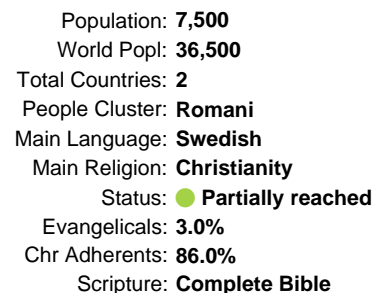 Population: 7,500
World Popl: 36,500
Total Countries: 2
People Cluster: Romani
Main Language: Swedish
Main Religion: Christianity
Status: Partially reached
Evangelicals: 3.0%
Chr Adherents: 86.0%
Scripture: Complete Bible